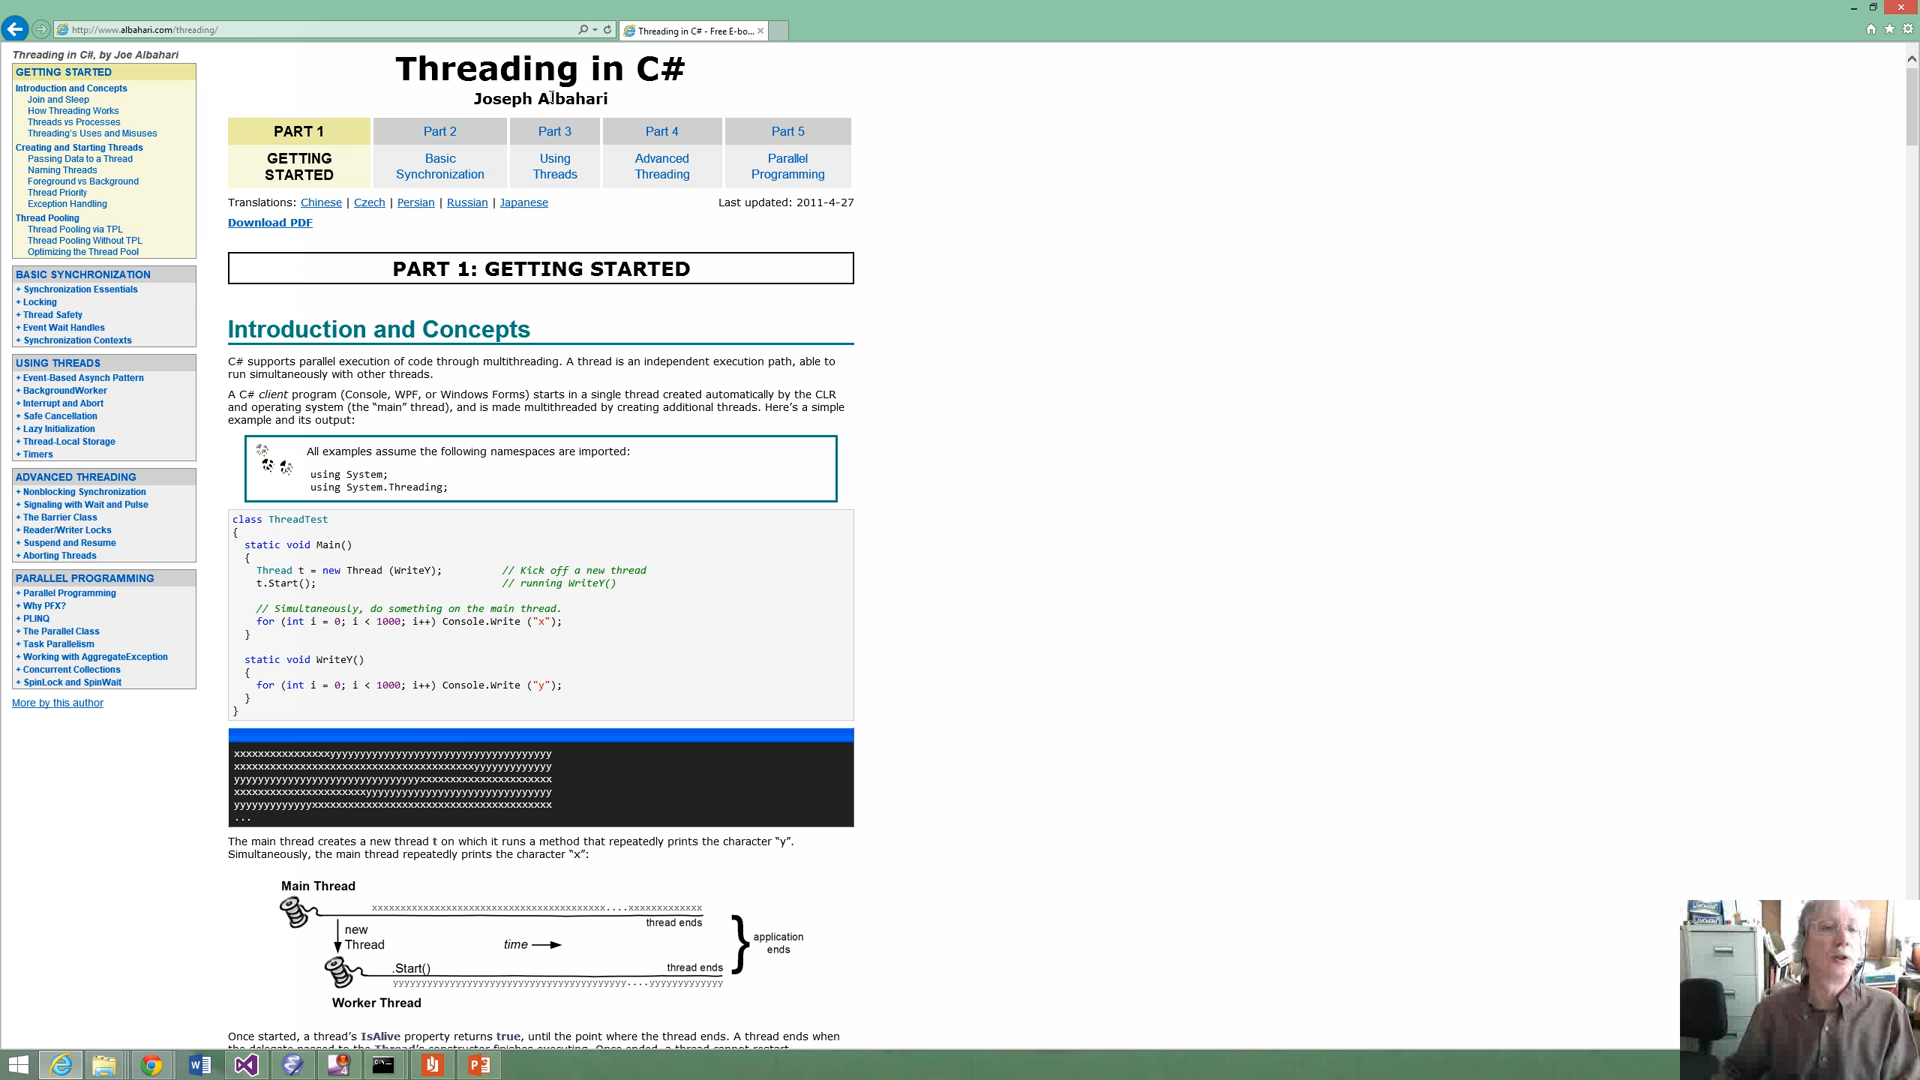 http://www.albahari.com/threading/
Threading in C# - Free E-bo...
Threading in C#, by Joe Albahari
GETTING STARTED
Introduction and Concepts
Join and Sleep
How Threading Works
Threads vs Processes
Threading's Uses and Misuses
Creating and Starting Threads
Passing Data to a Thread
Naming Threads
Foreground vs Background
Thread Priority
Exception Handling
Thread Pooling
Thread Pooling via TPL
Thread Pooling Without TPL
Optimizing the Thread Pool
BASIC SYNCHRONIZATION
+ Synchronization Essentials
+ Locking
+ Thread Safety
+ Event Wait Handles
+ Synchronization Contexts
USING THREADS
+ Event-Based Asynch Pattern
+ BackgroundWorker
+ Interrupt and Abort
+ Safe Cancellation
+ Lazy Initialization
+ Thread-Local Storage
+ Timers
ADVANCED THREADING
+ Nonblocking Synchronization
+ Signaling with Wait and Pulse
+ The Barrier Class
+ Reader/Writer Locks
+ Suspend and Resume
+ Aborting Threads
PARALLEL PROGRAMMING
+ Parallel Programming
+ Why PFX?
+ PLINQ
+ The Parallel Class
+ Task Parallelism
+ Working with AggregateException
+ Concurrent Collections
+ SpinLock and SpinWait
More by this author
Threading in C#
Joseph Albahari
PART 1 Part 2 Part 3 Part 4 Part 5
GETTING Basic Using Advanced Parallel
STARTED Synchronization Threads Threading Programming
Translations: Chinese | Czech | Persian | Russian | Japanese Last updated: 2011-4-27
Download PDF
PART 1: GETTING STARTED
Introduction and Concepts
C# supports parallel execution of code through multithreading. A thread is an independent execution path, able to
run simultaneously with other threads.
A C# client program (Console, WPF, or Windows Forms) starts in a single thread created automatically by the CLR
and operating system (the “main” thread), and is made multithreaded by creating additional threads. Here’s a simple
example and its output:
All examples assume the following namespaces are imported:
using System;
using System.Threading;
class ThreadTest
{
static void Main()
{
Thread t = new Thread (WriteY); // Kick off a new thread
t.Start(); // running WriteY()
// Simultaneously, do something on the main thread.
for (int i = 0; i < 1000; i++) Console.Write ("x");
}
static void WriteY()
{
for (int i = 0; i < 1000; i++) Console.Write ("y");
}
}
...
The main thread creates a new thread t on which it runs a method that repeatedly prints the character “y”.
Simultaneously, the main thread repeatedly prints the character “x”:
Main Thread
thread ends
new
Thread
time
application
ends
.Start()
thread ends
Worker Thread
Once started, a thread’s IsAlive property returns true, until the point where the thread ends. A thread ends when
the delegate passed to the Thread’s constructor finishes executing. Once ended, a thread cannot restart.